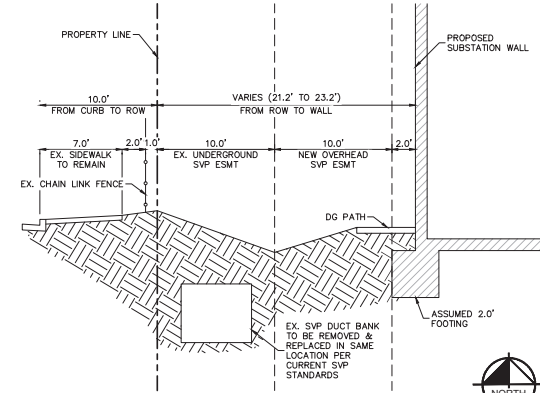 PROPERTY LINE
PROPOSED
SUBSTATION WALL
10.0'
FROM CURB TO ROW
VARIES (21.2' TO 23.2')
FROM ROW TO WALL
7.0'
EX. SIDEWALK
TO REMAIN
2.0'
1.0'
10.0'
EX. UNDERGROUND
SVP ESMT
10.0'
NEW OVERHEAD
SVP ESMT
2.0'
EX. CHAIN LINK FENCE
DG PATH
EX. SVP DUCT BANK
TO BE REMOVED &
REPLACED IN SAME
LOCATION PER
CURRENT SVP
STANDARDS
ASSUMED 2.0'
FOOTING
NORTH